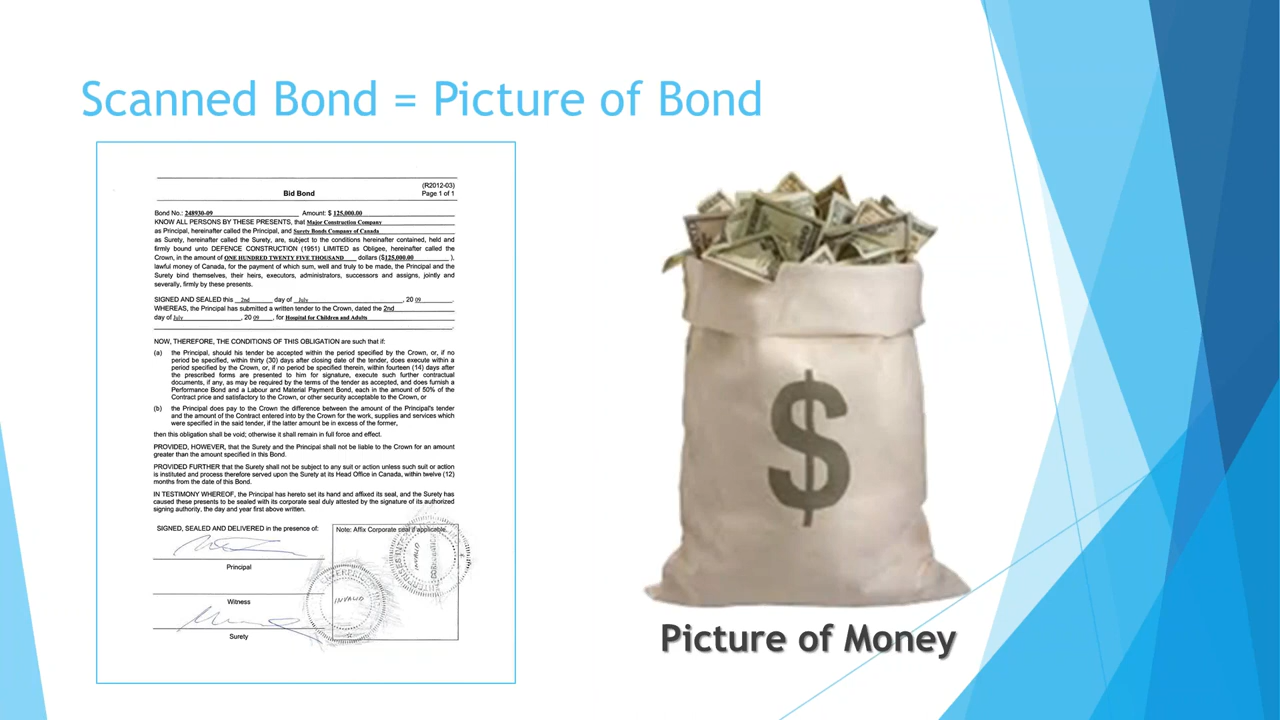 Scanned Bond = Picture of Bond
(R2012-03)
Bid Bond Page 1 of 1
Bond No.: 248930-09 Amount: $ 125,000.00
KNOW ALL PERSONS BY THESE PRESENTS, that Major Construction Company
as Principal, hereinafter called the Principal, and Surety Bonds Company of Canada
as Surety, hereinafter called the Surety, are, subject to the conditions hereinafter contained, held and
firmly bound unto DEFENCE CONSTRUCTION (1951) LIMITED as Obligee, hereinafter called the
Crown, in the amount of ONE HUNDRED TWENTY FIVE THOUSAND dollars ($125,000.00 ),
lawful money of Canada, for the payment of which sum, well and truly to be made, the Principal and the
Surety bind themselves, their heirs, executors, administrators, successors and assigns, jointly and
severally, firmly by these presents.
SIGNED AND SEALED this 2nd day of July, 20 09.
WHEREAS, the Principal has submitted a written tender to the Crown, dated the 2nd
day of July, 20 09, for Hospital for Children and Adults
NOW, THEREFORE, THE CONDITIONS OF THIS OBLIGATION are such that if:
(a) the Principal, should his tender be accepted within the period specified by the Crown, or, if no
period be specified, within thirty (30) days after closing date of the tender, does execute within a
period specified by the Crown, or, if no period be specified therein, within fourteen (14) days after
the prescribed forms are presented to him for signature, execute such further contractual
documents, if any, as may be required by the terms of the tender as accepted, and does furnish a
Performance Bond and a Labour and Material Payment Bond, each in the amount of 50% of the
Contract price and satisfactory to the Crown, or other security acceptable to the Crown, or
(b) the Principal does pay to the Crown the difference between the amount of the Principal's tender
and the amount of the Contract entered into by the Crown for the work, supplies and services which
were specified in the said tender, if the latter amount be in excess of the former,
then this obligation shall be void; otherwise it shall remain in full force and effect.
PROVIDED, HOWEVER, that the Surety and the Principal shall not be liable to the Crown for an amount
greater than the amount specified in this Bond.
PROVIDED FURTHER that the Surety shall not be subject to any suit or action unless such suit or action
is instituted and process therefore served upon the Surety at its Head Office in Canada, within twelve (12)
months from the date of this Bond.
IN TESTIMONY WHEREOF, the Principal has hereto set its hand and affixed its seal, and the Surety has
caused these presents to be sealed with its corporate seal duly attested by the signature of its authorized
signing authority, the day and year first above written.
SIGNED, SEALED AND DELIVERED in the presence of:
Note: Affix Corporate seal if applicable.
Principal
Witness
INVALID
Surety
$
Picture of Money